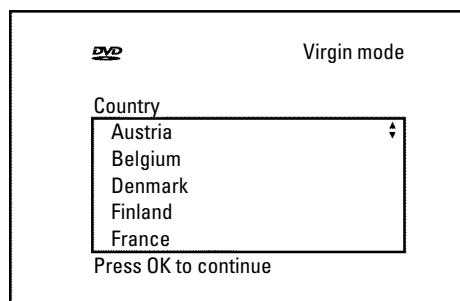 DVD Virgin mode
Country
Austria
Belgium
Denmark
Finland
France
Press OK to continue